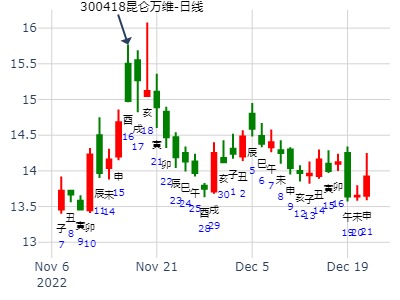 300418昆仑万维-日线
16
15.5
15
14.5
14
13.5
13
子
7
丑
8
寅
9
卯
10
辰
11
未
14
申
15
酉
16
戌
17
亥
18
寅
21
卯
22
辰
23
巳
24
午
25
酉
28
戌
29
亥
30
子
1
丑
2
辰
5
巳
6
午
7
未
8
申
9
亥
12
子
13
丑
14
寅
15
卯
16
午
19
未
20
申
21
Nov 6
2022
Nov 21
Dec 5
Dec 19